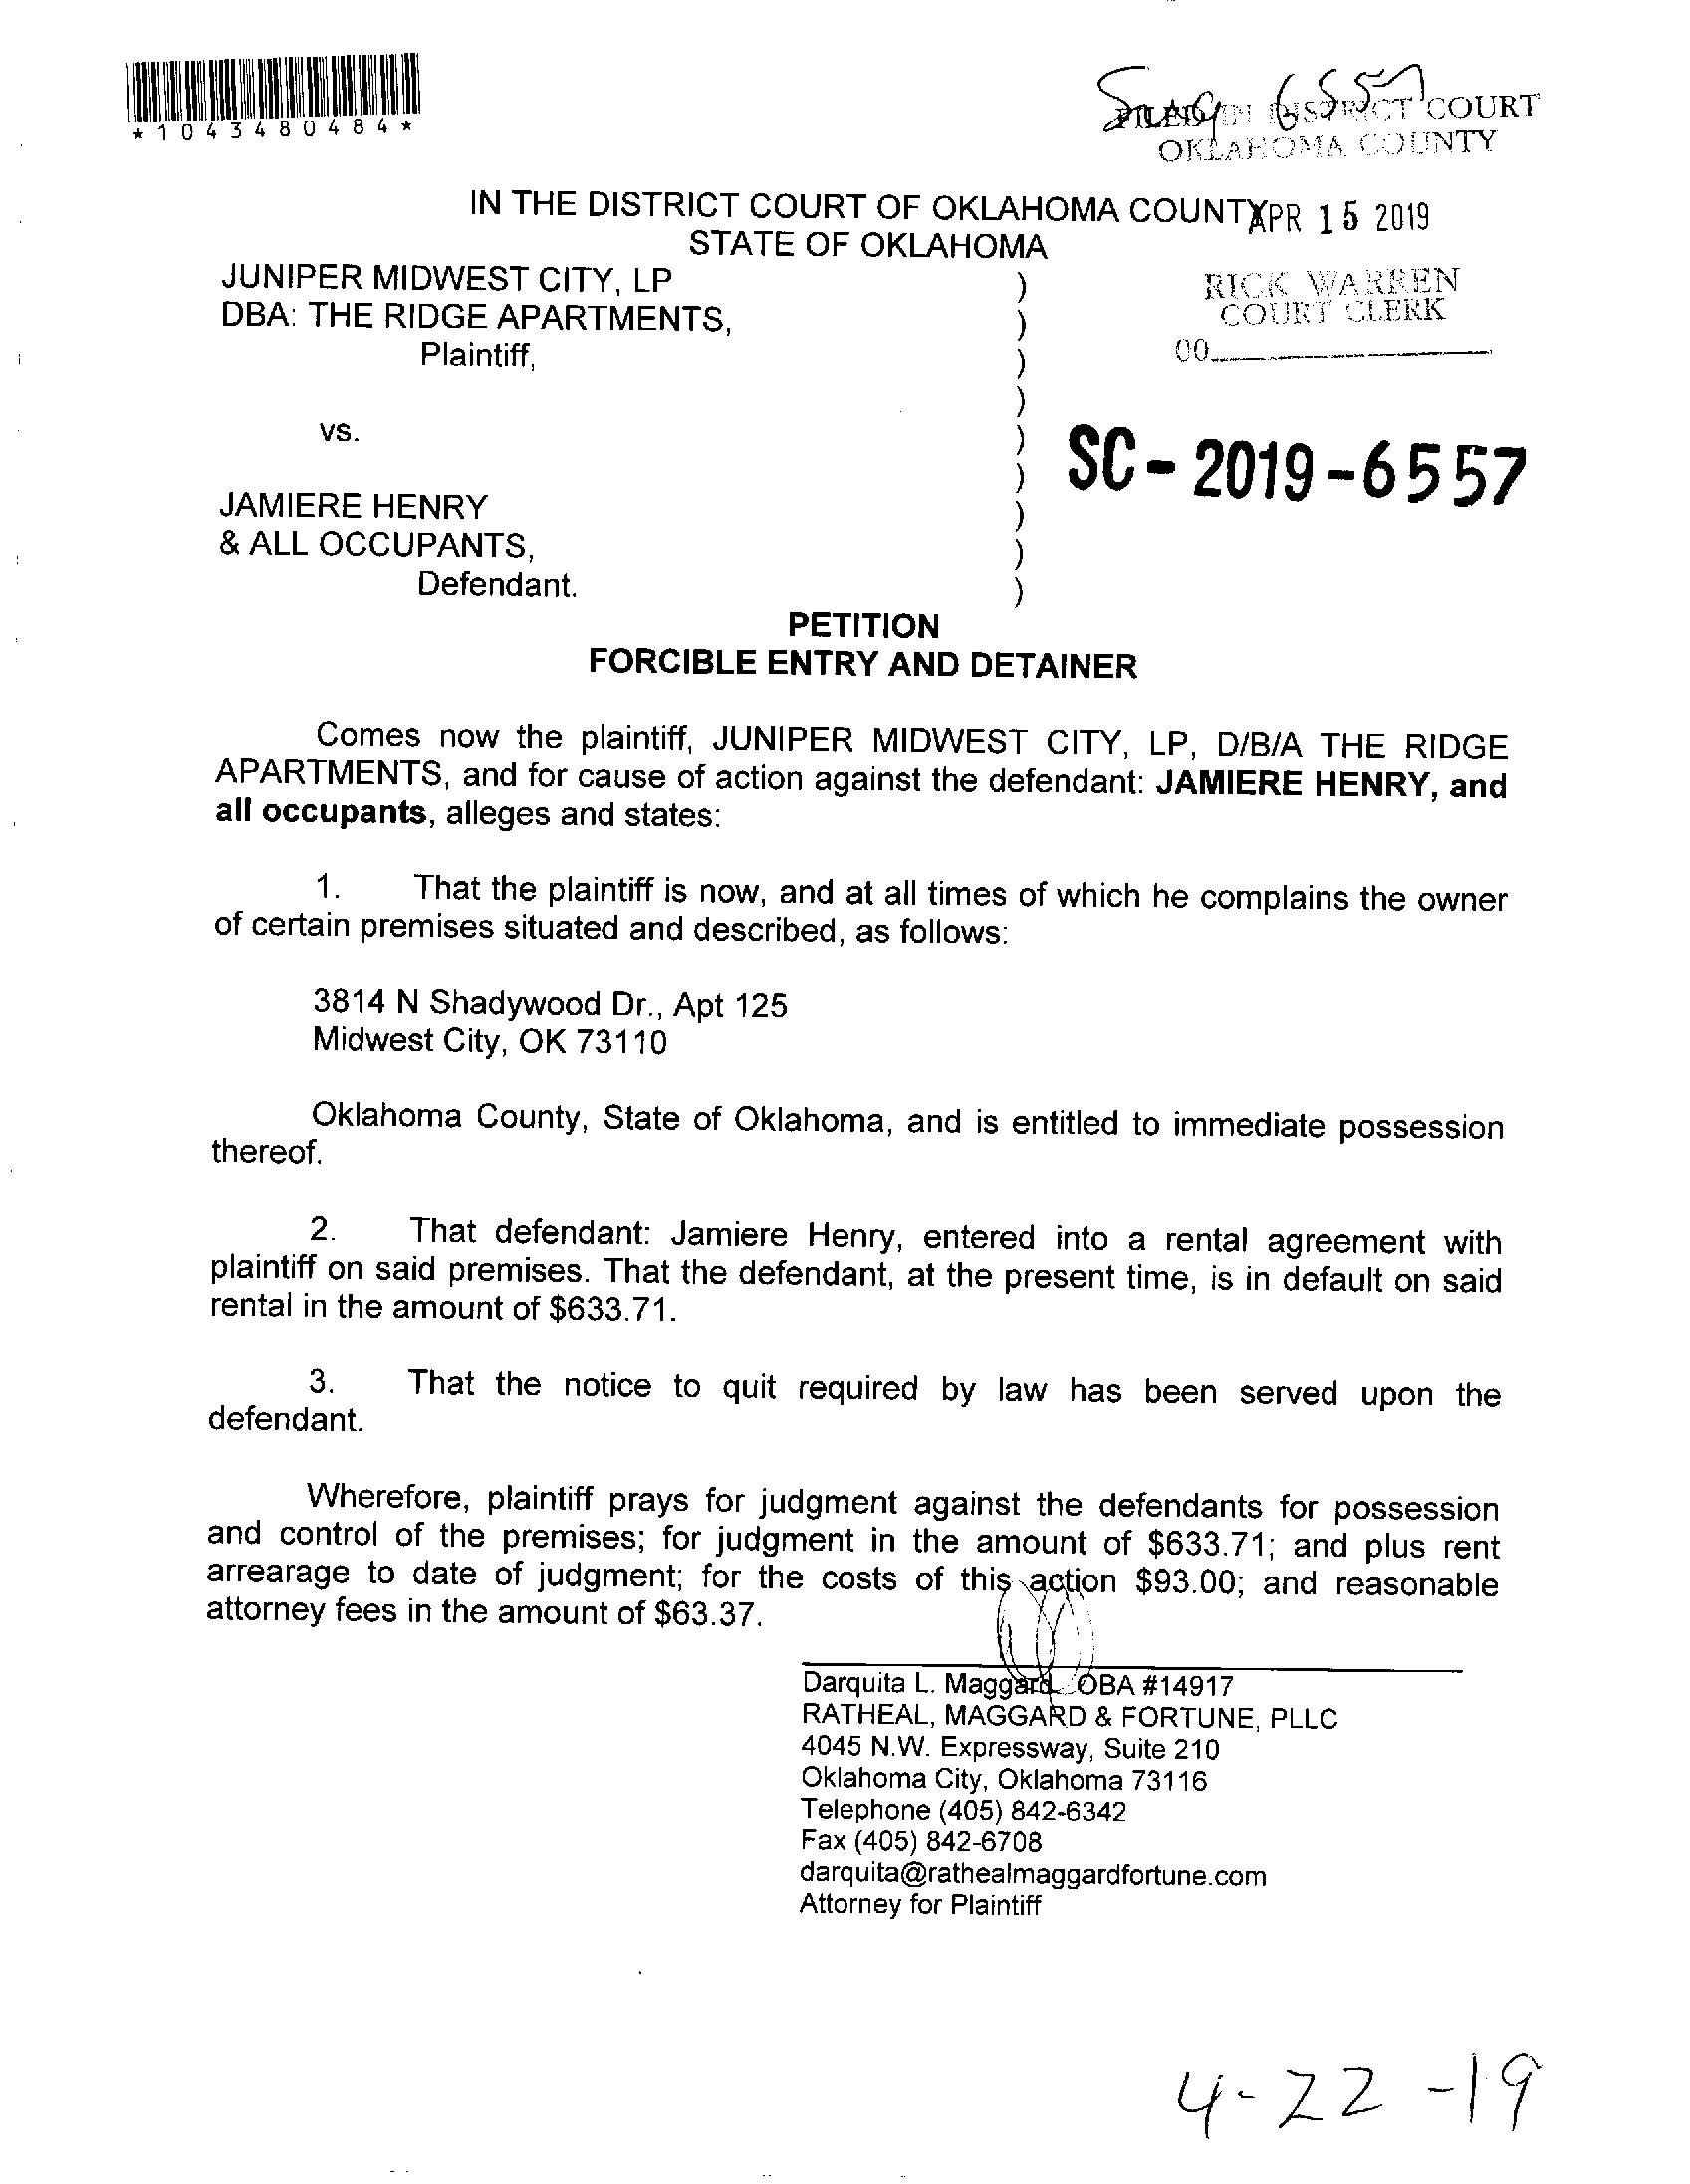 *1043480484*
FILED IN DISTRICT COURT
OKLAHOMA COUNTY
IN THE DISTRICT COURT OF OKLAHOMA COUNTY
APR 15 2019
STATE OF OKLAHOMA
JUNIPER MIDWEST CITY, LP )
DBA: THE RIDGE APARTMENTS, )
Plaintiff, )
)
vs. )
)
JAMIERE HENRY )
& ALL OCCUPANTS, )
Defendant. )
RICK WARREN
COURT CLERK
00
SC-2019-6557
PETITION
FORCIBLE ENTRY AND DETAINER
Comes now the plaintiff, JUNIPER MIDWEST CITY, LP, D/B/A THE RIDGE
APARTMENTS, and for cause of action against the defendant: JAMIERE HENRY, and
all occupants, alleges and states:
1. That the plaintiff is now, and at all times of which he complains the owner
of certain premises situated and described, as follows:
3814 N Shadywood Dr., Apt 125
Midwest City, OK 73110
Oklahoma County, State of Oklahoma, and is entitled to immediate possession
thereof.
2. That defendant: Jamiere Henry, entered into a rental agreement with
plaintiff on said premises. That the defendant, at the present time, is in default on said
rental in the amount of $633.71.
3. That the notice to quit required by law has been served upon the
defendant.
Wherefore, plaintiff prays for judgment against the defendants for possession
and control of the premises; for judgment in the amount of $633.71; and plus rent
arrearage to date of judgment; for the costs of this action $93.00; and reasonable
attorney fees in the amount of $63.37.
Darquita L. Maggard OBA #14917
RATHEAL, MAGGARD & FORTUNE, PLLC
4045 N.W. Expressway, Suite 210
Oklahoma City, Oklahoma 73116
Telephone (405) 842-6342
Fax (405) 842-6708
darquita@rathealmaggardfortune.com
Attorney for Plaintiff
4-22-19